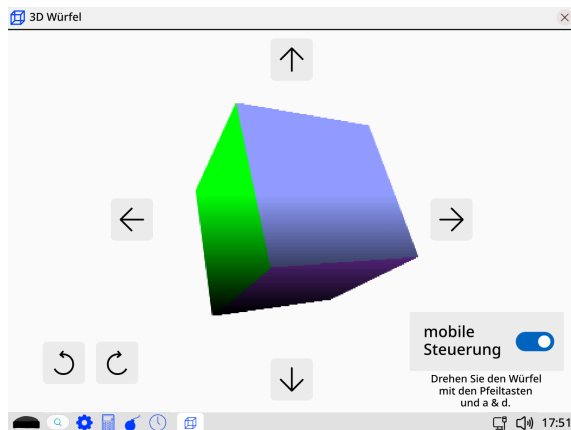 3D Würfel
mobile
Steuerung
Drehen Sie den Würfel
mit den Pfeiltasten
und a & d.
17:51